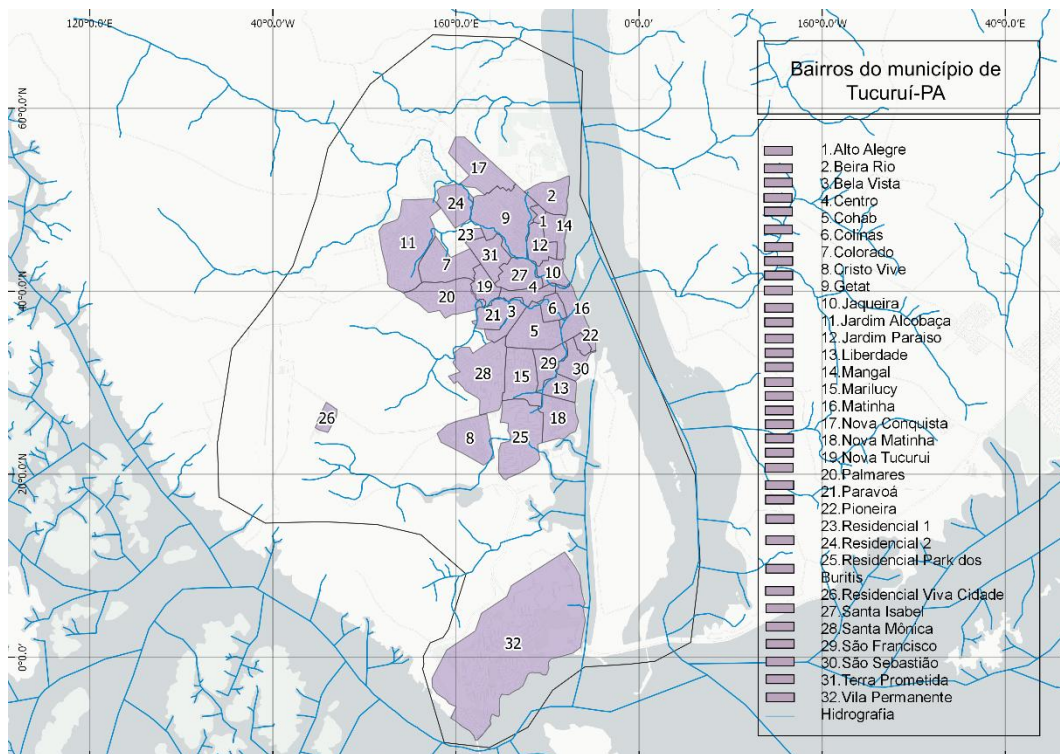 120°0.0'E
40°0.0'W
160°0.0'E
0°0.0'
160°0.0'W
40°0.0'E
Bairros do município de
Tucuruí-PA
60°0.0'N
40°0.0'N
20°0.0'N
0°0.0'
17
2
24
9
1
14
11
23
12
31
7
27
10
19
4
20
3
6
16
21
5
22
29
30
28
15
13
26
18
8
25
32
1.Alto Alegre
2.Beira Rio
3.Bela Vista
4.Centro
5.Cohab
6.Colinas
7.Colorado
8.Cristo Vive
9.Getat
10.Jaqueira
11.Jardim Alcobaça
12.Jardim Paraiso
13.Liberdade
14.Mangal
15.Marilucy
16.Matinha
17.Nova Conquista
18.Nova Matinha
19.Nova Tucurui
20.Palmares
21.Paravoá
22.Pioneira
23.Residencial 1
24.Residencial 2
25.Residencial Park dos
Buritis
26.Residencial Viva Cidade
27.Santa Isabel
28.Santa Mônica
29.São Francisco
30.São Sebastião
31.Terra Prometida
32.Vila Permanente
Hidrografia